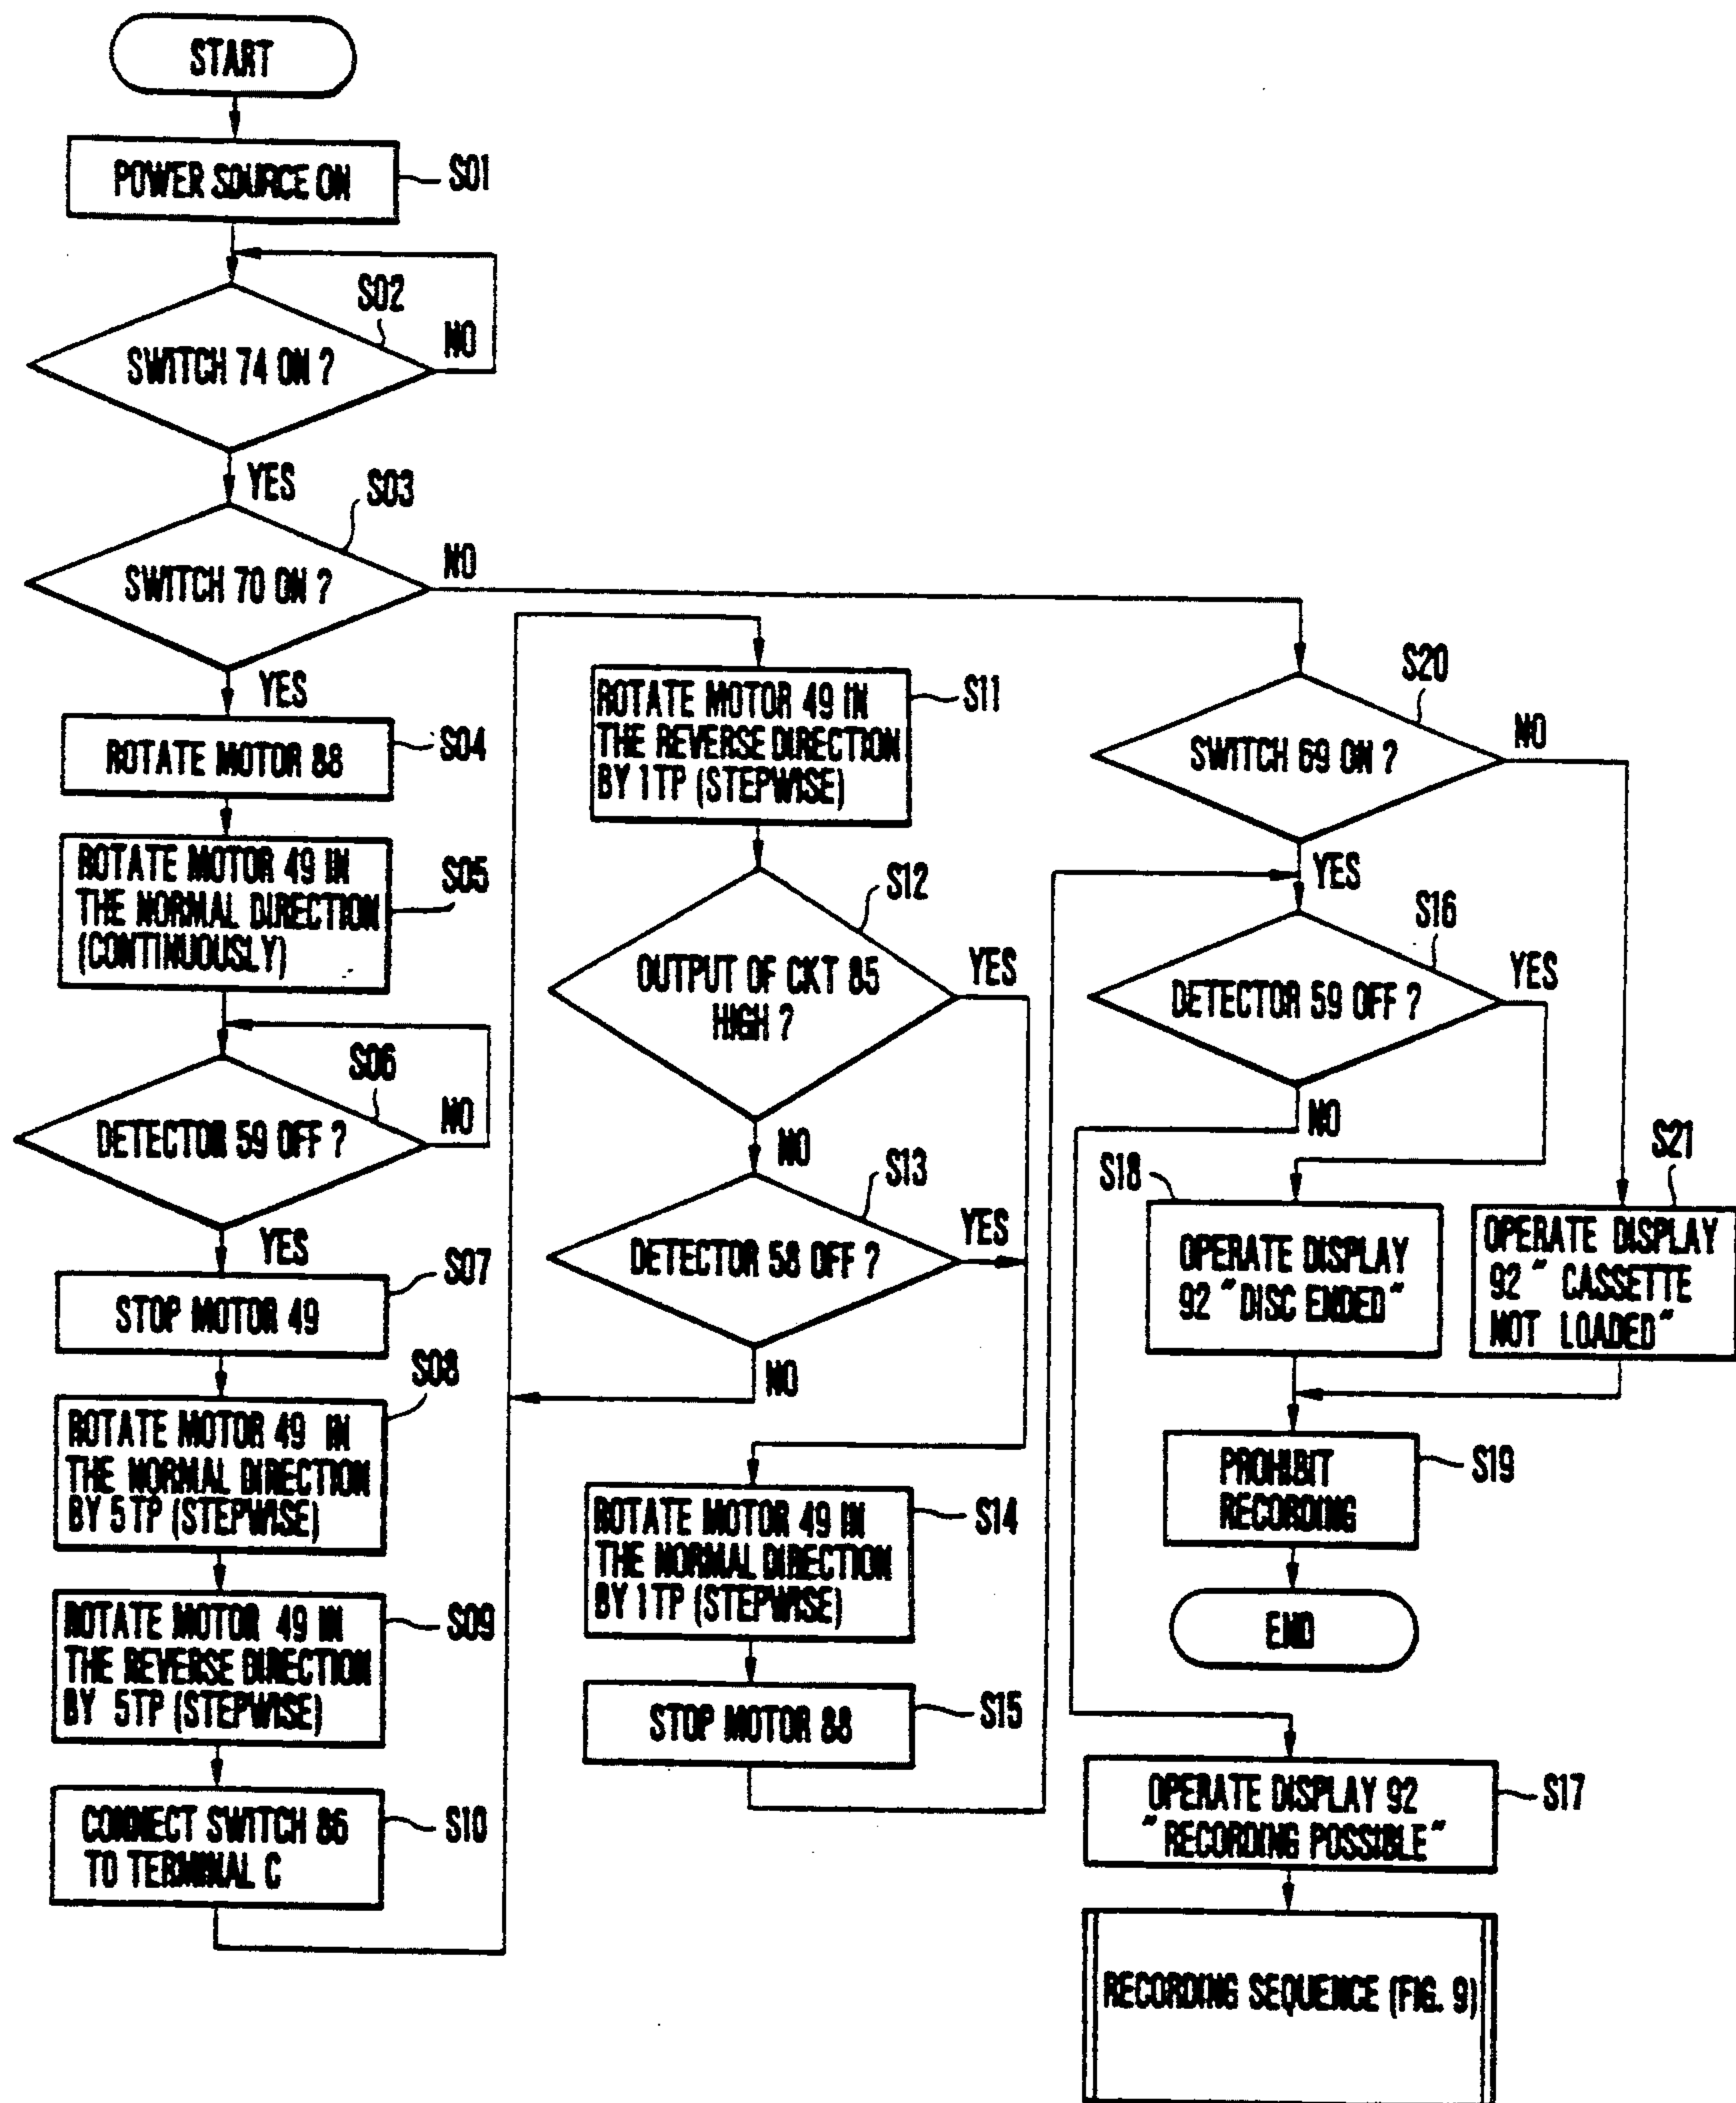 START
POWER SOURCE ON
S01
S02
SWITCH 74 ON ?
NO
YES
S03
SWITCH 70 ON ?
NO
YES
ROTATE MOTOR 88
S04
ROTATE MOTOR 49 IN
THE NORMAL DIRECTION
(CONTINUOUSLY)
S05
S06
DETECTOR 59 OFF ?
NO
YES
S07
STOP MOTOR 49
S08
ROTATE MOTOR 49 IN
THE NORMAL DIRECTION
BY 5TP (STEPWISE)
ROTATE MOTOR 49 IN
THE REVERSE DIRECTION
BY 5TP (STEPWISE)
S09
CONNECT SWITCH 86
TO TERMINAL C
S10
ROTATE MOTOR 49 IN
THE REVERSE DIRECTION
BY 1TP (STEPWISE)
S11
S12
OUTPUT OF CKT 85
HIGH ?
YES
NO
S13
DETECTOR 58 OFF ?
YES
NO
ROTATE MOTOR 49 IN
THE NORMAL DIRECTION
BY 1TP (STEPWISE)
S14
STOP MOTOR 88
S15
S20
SWITCH 69 ON ?
NO
YES
S16
DETECTOR 59 OFF ?
YES
NO
S18
OPERATE DISPLAY
92 "DISC ENDED"
S21
OPERATE DISPLAY
92 " CASSETTE
NOT LOADED"
PROHIBIT
RECORDING
S19
END
OPERATE DISPLAY 92
"RECORDING POSSIBLE"
S17
RECORDING SEQUENCE (FIG. 9)